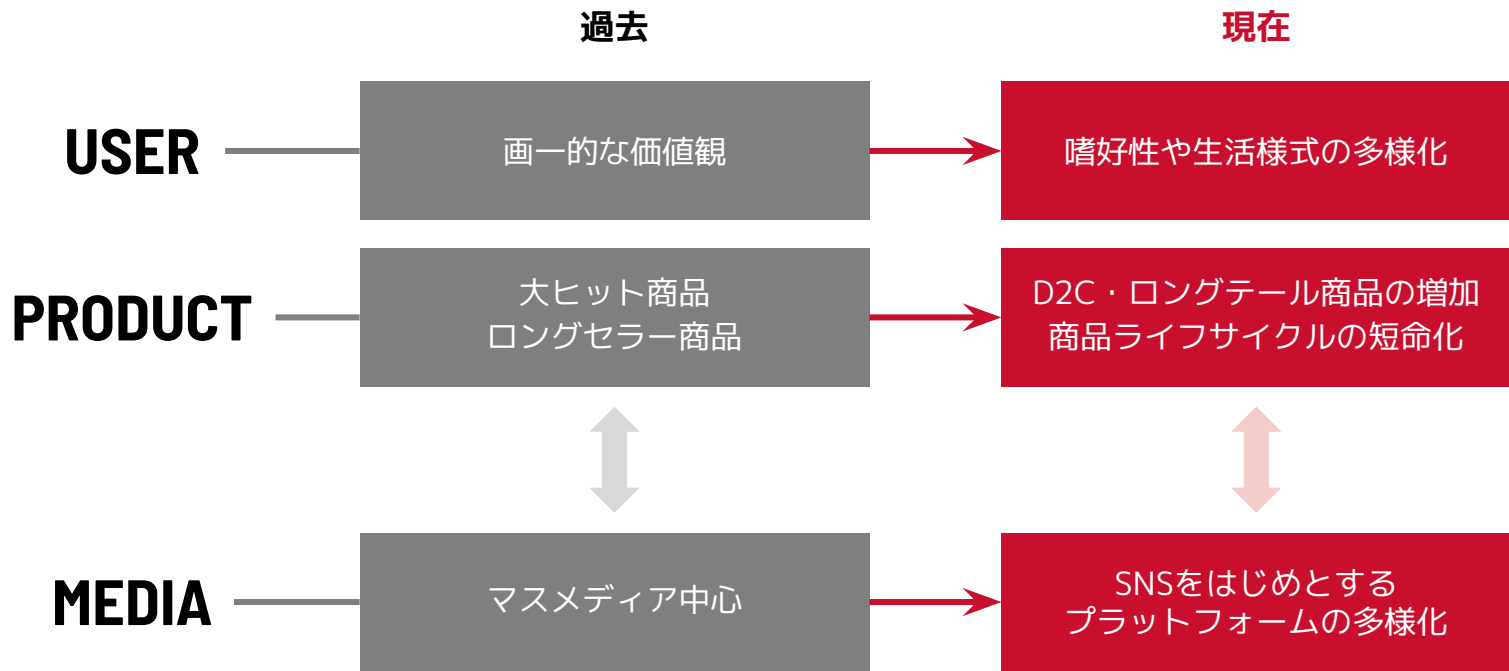 過去
現在
USER
画一的な価値観
嗜好性や生活様式の多様化
PRODUCT
大ヒット商品
ロングセラー商品
D2C・ロングテール商品の増加
商品ライフサイクルの短命化
MEDIA
マスメディア中心
SNSをはじめとする
プラットフォームの多様化